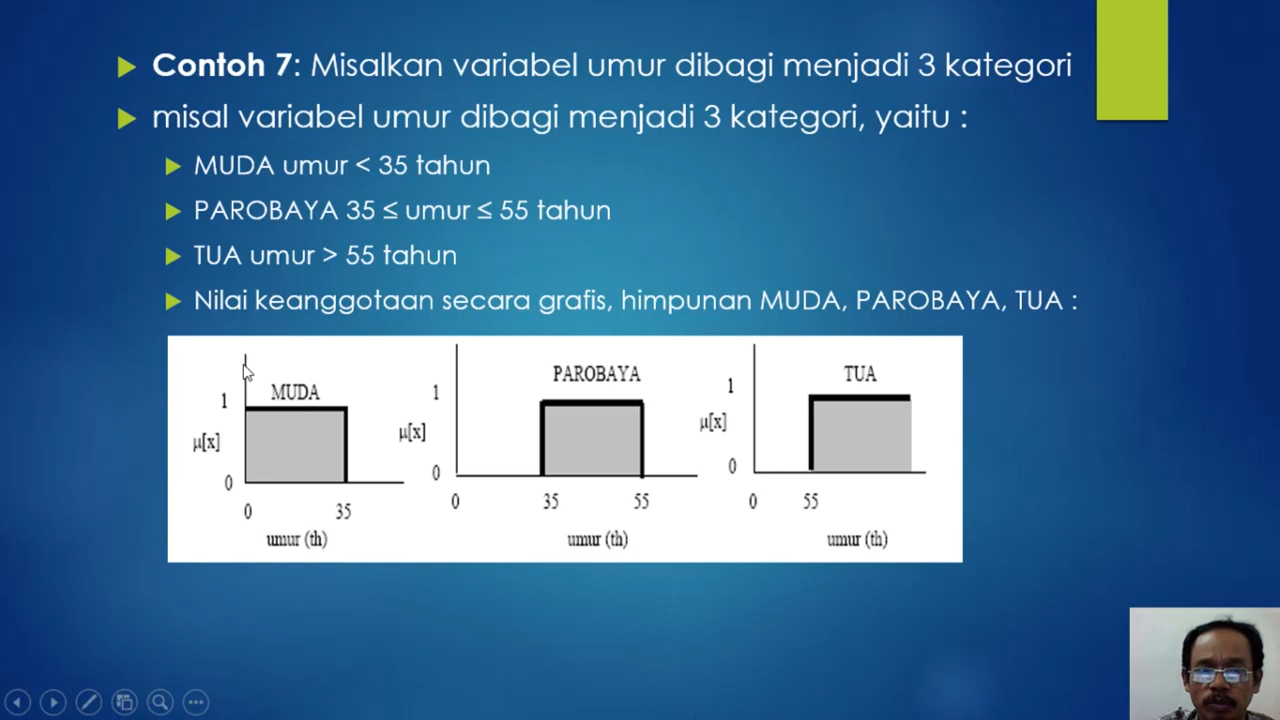 Contoh 7: Misalkan variabel umur dibagi menjadi 3 kategori
misal variabel umur dibagi menjadi 3 kategori, yaitu :
MUDA umur < 35 tahun
PAROBAYA 35 ≤ umur ≤ 55 tahun
TUA umur > 55 tahun
Nilai keanggotaan secara grafis, himpunan MUDA, PAROBAYA, TUA :
MUDA
1
μ[x]
0
0 35
umur (th)
PAROBAYA
1
μ[x]
0
0 35 55
umur (th)
TUA
1
μ[x]
0
0 55
umur (th)